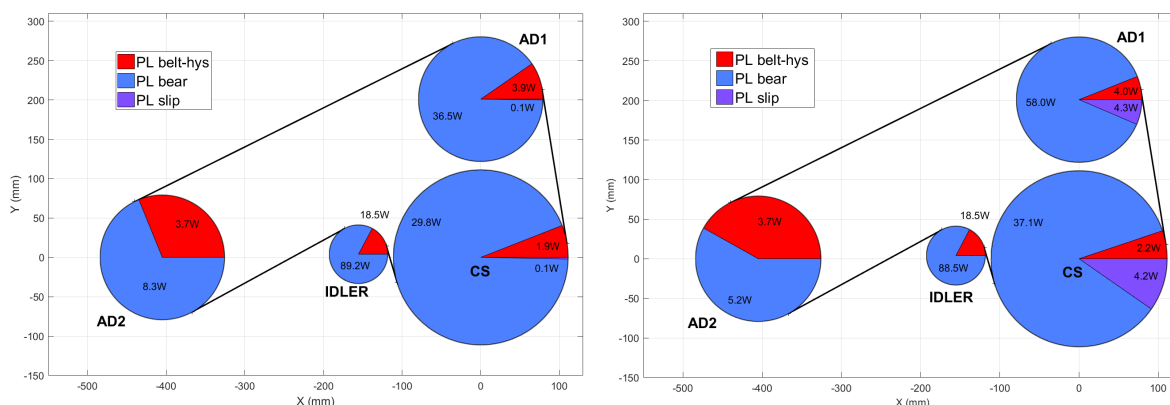 300
250
200
150
100
50
0
-50
-100
-150
Y (mm)
PL belt-hys
PL bear
PL slip
AD1
3.9W
0.1W
36.5W
3.7W
8.3W
AD2
18.5W
89.2W
IDLER
29.8W
1.9W
0.1W
CS
-500
-400
-300
-200
-100
0
100
X (mm)
300
250
200
150
100
50
0
-50
-100
-150
Y (mm)
PL belt-hys
PL bear
PL slip
AD1
4.0W
4.3W
58.0W
3.7W
5.2W
AD2
18.5W
88.5W
IDLER
37.1W
2.2W
4.2W
CS
-500
-400
-300
-200
-100
0
100
X (mm)